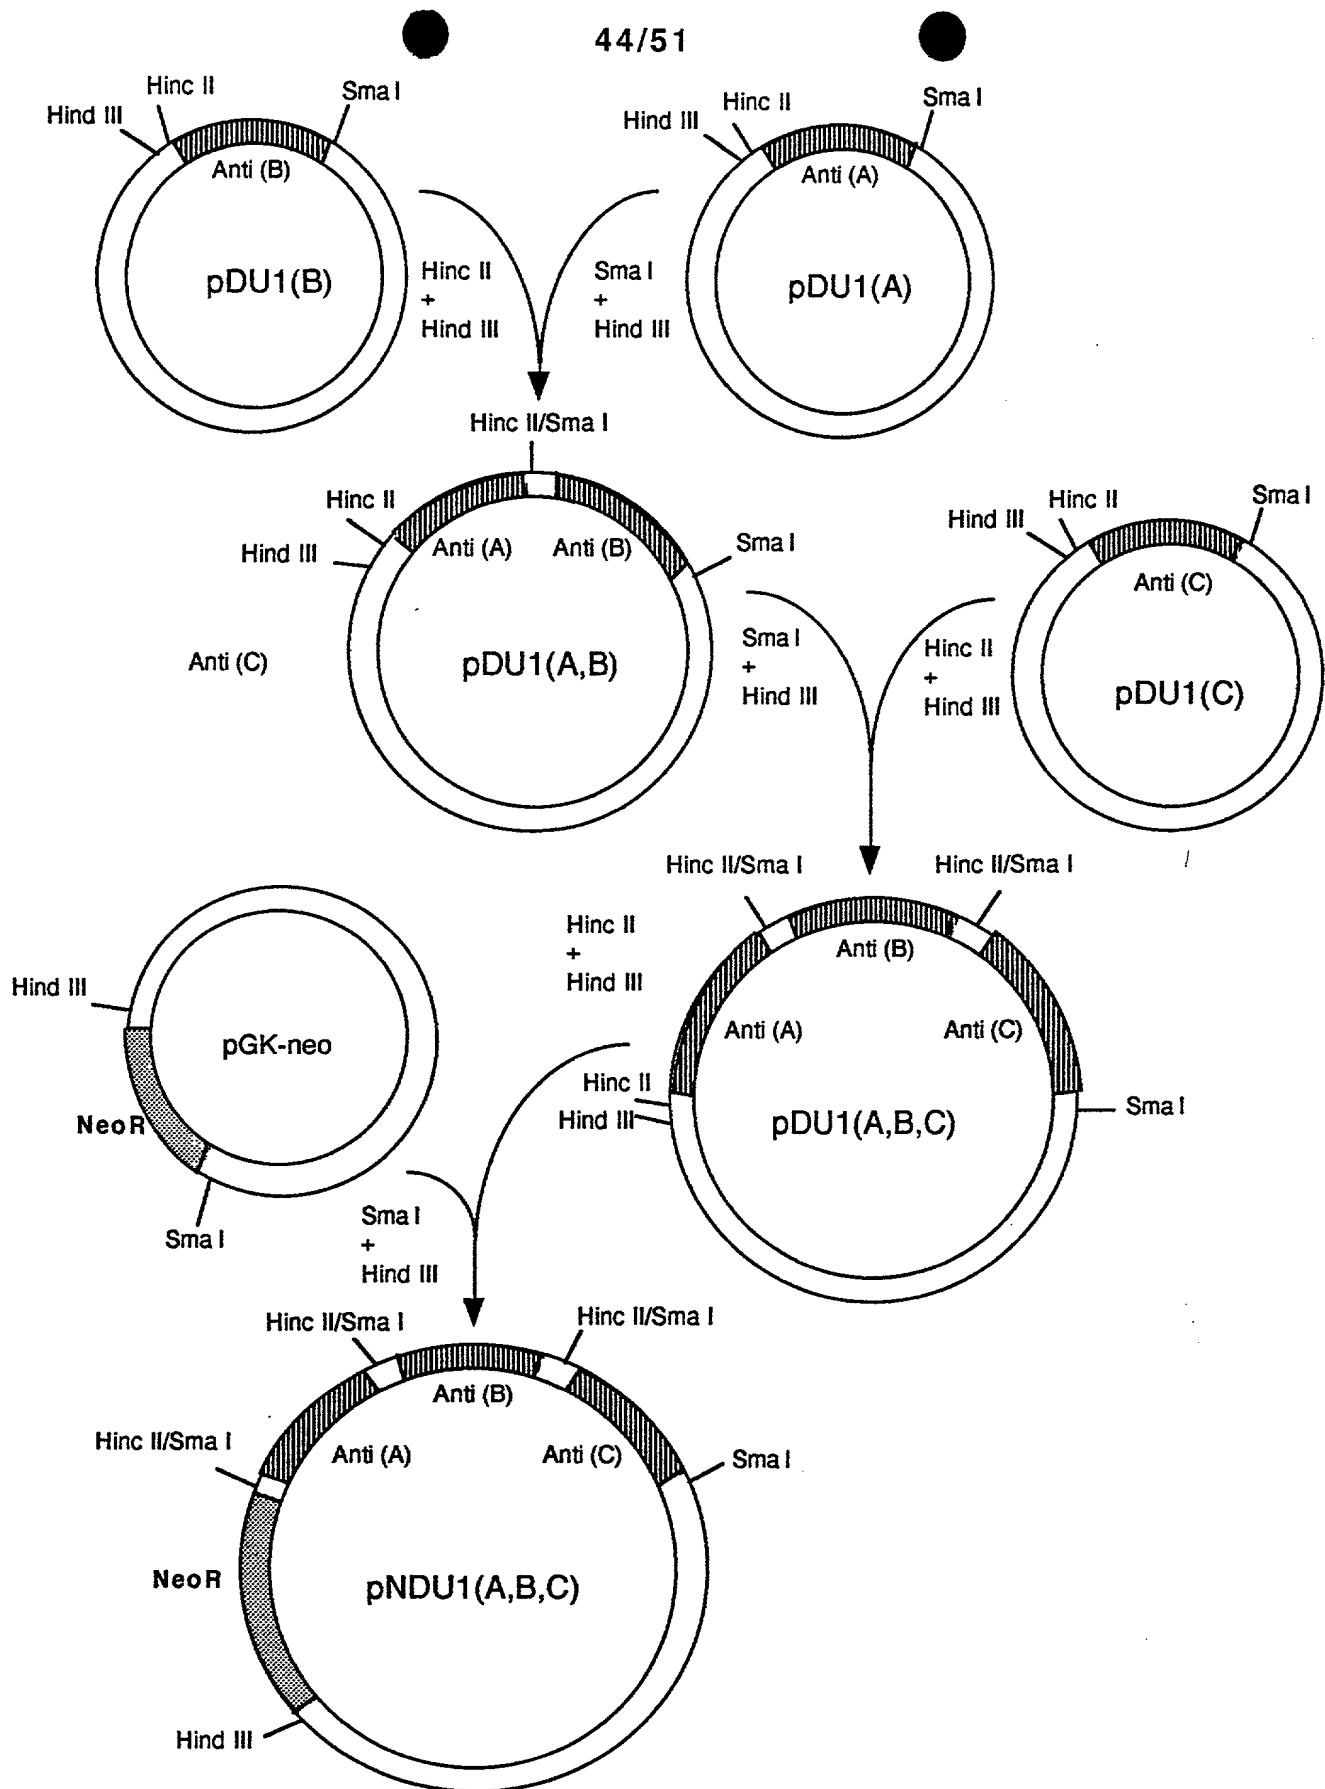 44/51
Hinc II
Sma I
Hind III
Anti (B)
pDU1(B)
Hinc II
Sma I
Hind III
Anti (A)
pDU1(A)
Hinc II
+
Hind III
Sma I
+
Hind III
Hinc II/Sma I
Hinc II
Hind III
Anti (A)
Anti (B)
Sma I
Anti (C)
pDU1(A,B)
Sma I
+
Hind III
Hinc II
+
Hind III
Hinc II
Sma I
Hind III
Anti (C)
pDU1(C)
Hinc II/Sma I
Hinc II/Sma I
Hinc II
+
Hind III
Anti (B)
Anti (A)
Anti (C)
Hinc II
Hind III
pDU1(A,B,C)
Sma I
Hind III
pGK-neo
NeoR
Sma I
Sma I
+
Hind III
Hinc II/Sma I
Hinc II/Sma I
Anti (B)
Hinc II/Sma I
Anti (A)
Anti (C)
Sma I
NeoR
pNDU1(A,B,C)
Hind III